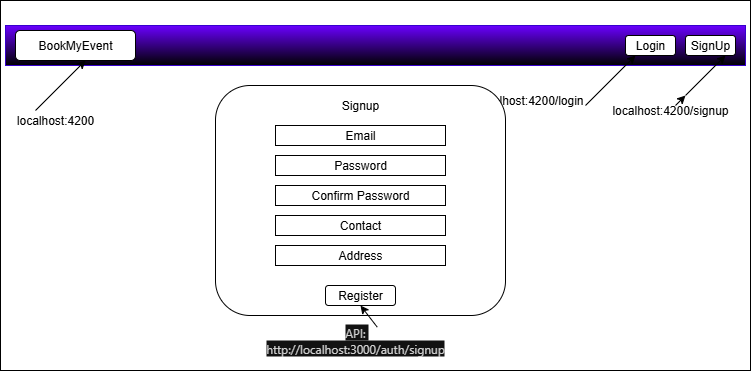 BookMyEvent
Login
SignUp
lhost:4200/login
localhost:4200/signup
localhost:4200
Signup
Email
Password
Confirm Password
Contact
Address
Register
API:
http://localhost:3000/auth/signup